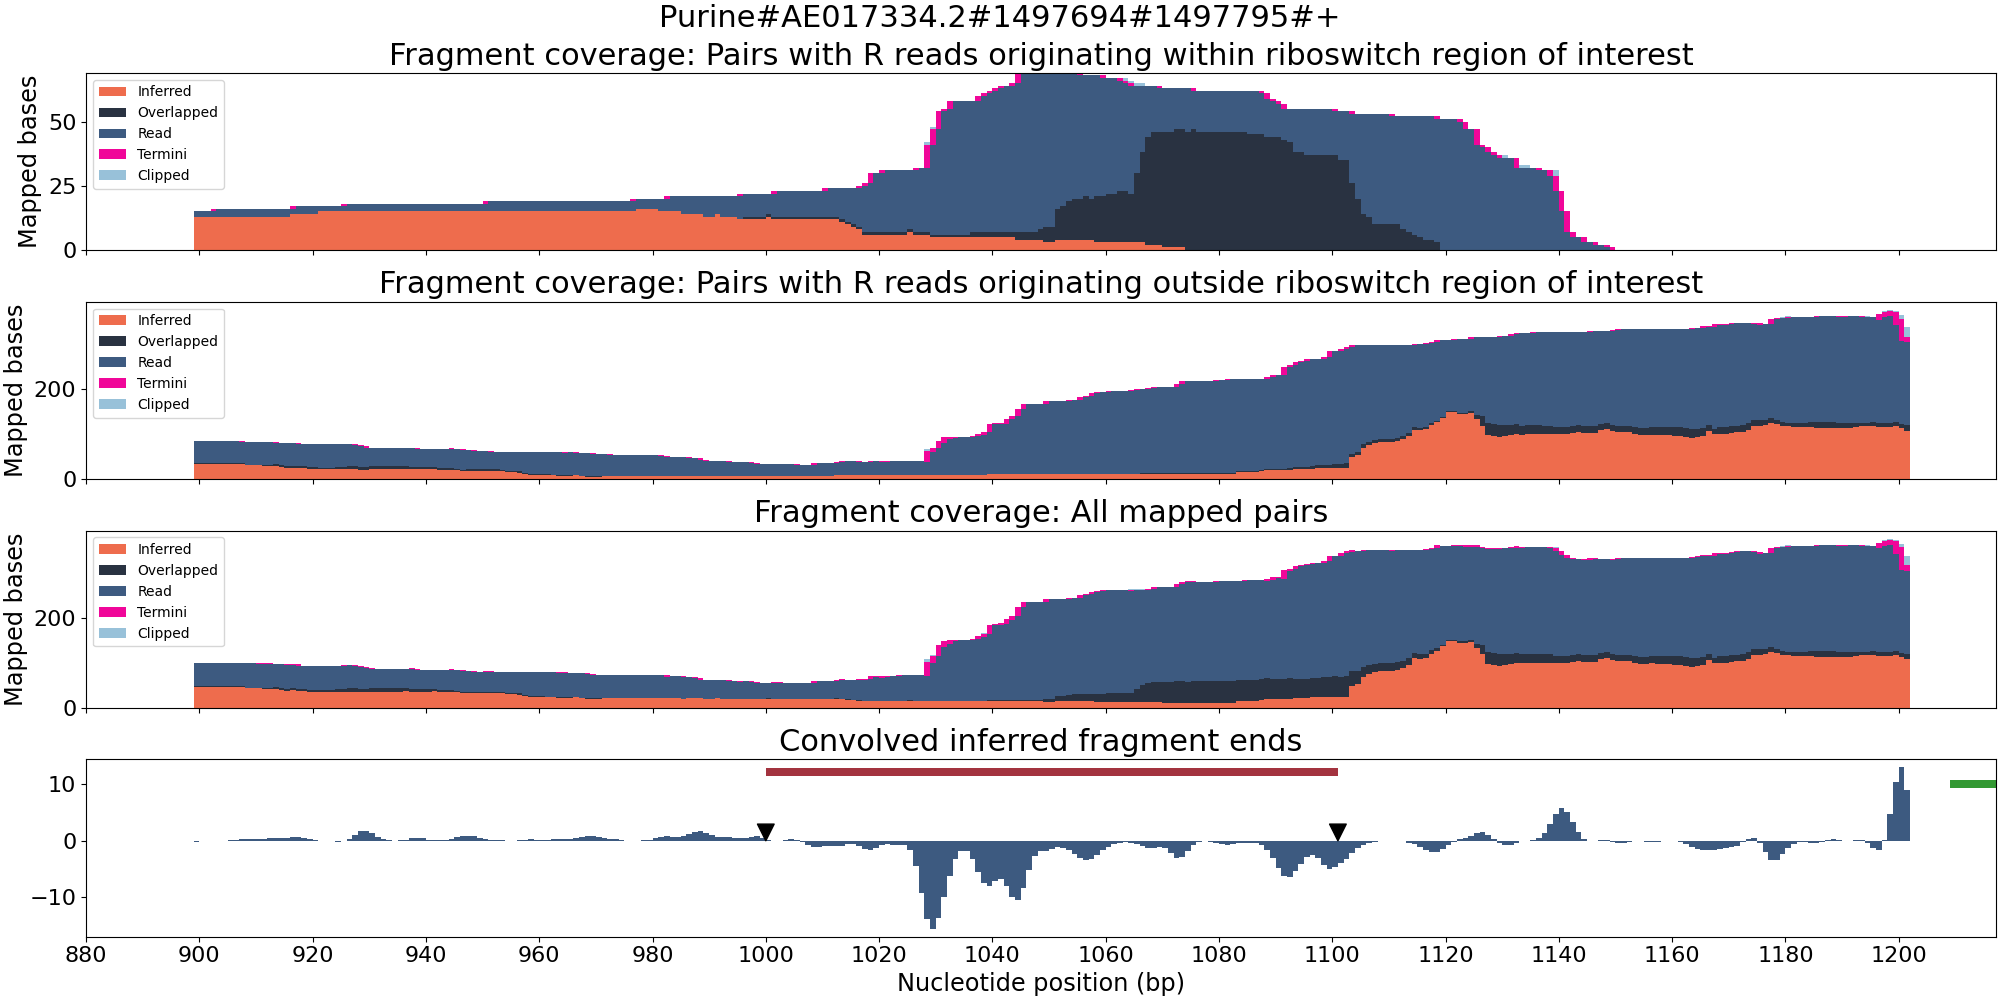 Purine#AE017334.2#1497694#1497795#+
Fragment coverage: Pairs with R reads originating within riboswitch region of interest
Mapped bases
50
25
0
Inferred
Overlapped
Read
Termini
Clipped
Fragment coverage: Pairs with R reads originating outside riboswitch region of interest
Mapped bases
200
0
Inferred
Overlapped
Read
Termini
Clipped
Fragment coverage: All mapped pairs
Mapped bases
200
0
Inferred
Overlapped
Read
Termini
Clipped
Convolved inferred fragment ends
10
0
−10
880 900 920 940 960 980 1000 1020 1040 1060 1080 1100 1120 1140 1160 1180 1200
Nucleotide position (bp)